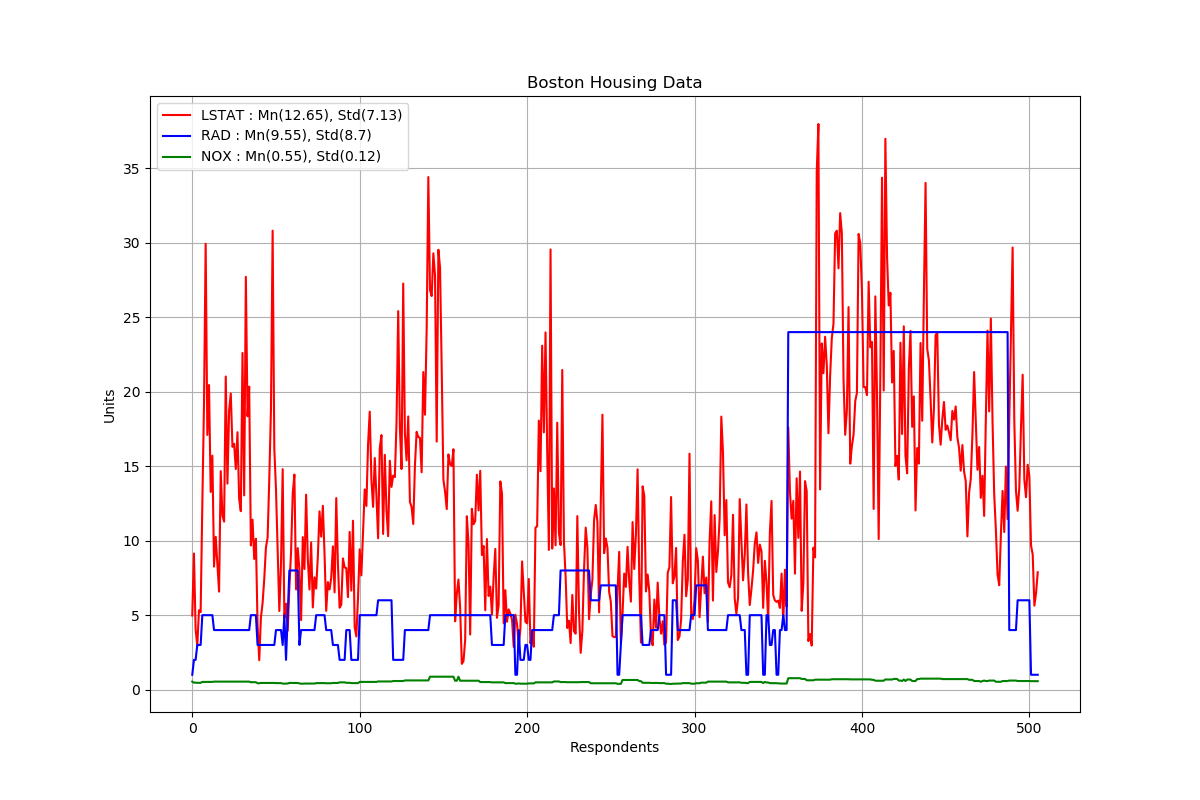 Boston Housing Data
LSTAT : Mn(12.65), Std(7.13)
RAD : Mn(9.55), Std(8.7)
NOX : Mn(0.55), Std(0.12)
35
30
25
20
15
10
5
0
Units
0 100 200 300 400 500
Respondents